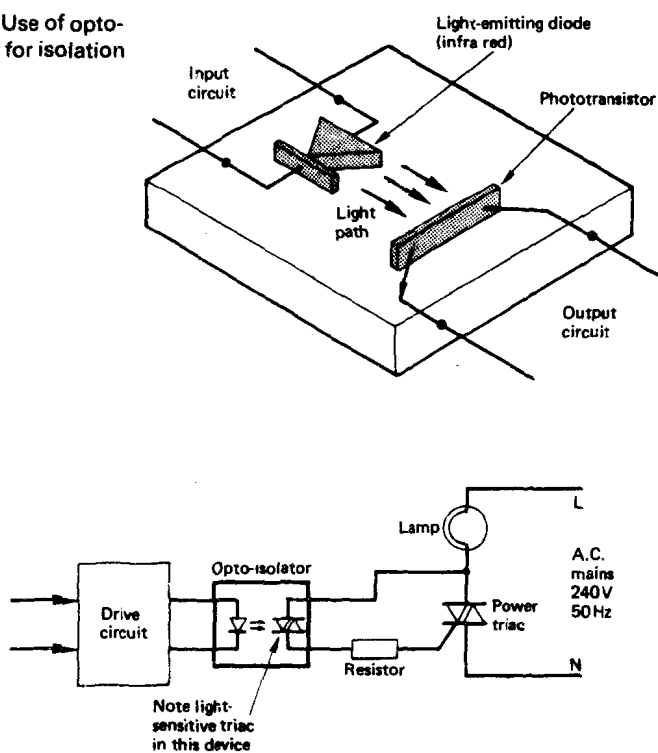 Use of opto-
for isolation
Light-emitting diode
(infra red)
Input
circuit
Phototransistor
Light
path
Output
circuit
L
Lamp
A.C.
mains
240V
50Hz
Opto-isolator
Drive
circuit
Power
triac
Resistor
N
Note light-
sensitive triac
in this device